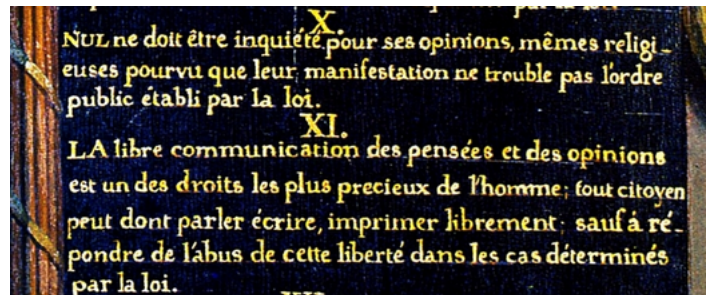 X.
NUL ne doit être inquiété pour ses opinions, mêmes religi-
euses pourvu que leur manifestation ne trouble pas l'ordre
public établi par la loi.
XI.
LA libre communication des pensées et des opinions
est un des droits les plus precieux de l'homme; tout citoyen
peut dont parler écrire, imprimer librement; sauf à ré-
pondre de l'abus de cette liberté dans les cas déterminés
par la loi.